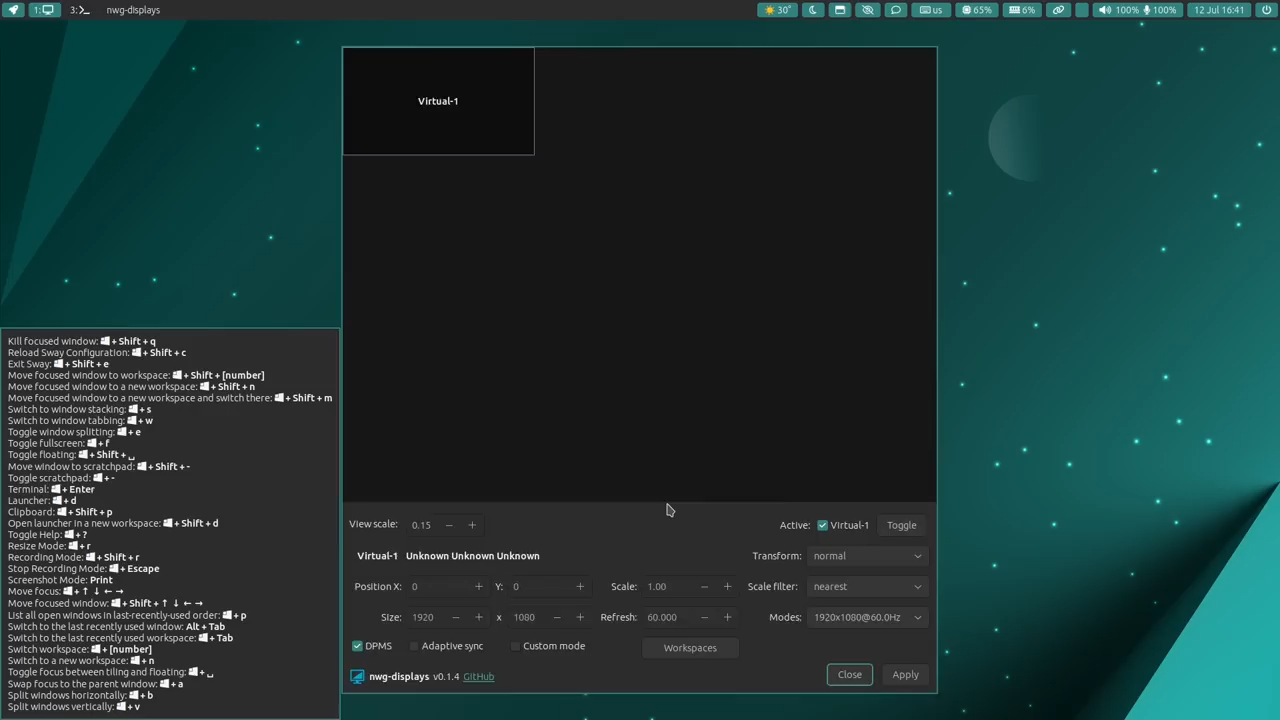 1:
3:
nwg-displays
30°
us
65%
6%
100% 100%
12 Jul 16:41
Virtual-1
Kill focused window: + Shift + q
Reload Sway Configuration: + Shift + c
Exit Sway: + Shift + e
Move focused window to workspace: + Shift + [number]
Move focused window to a new workspace: + Shift + n
Move focused window to a new workspace and switch there: + Shift + m
Switch to window stacking: + s
Switch to window tabbing: + w
Toggle window splitting: + e
Toggle fullscreen: + f
Toggle floating: + Shift + ␣
Move window to scratchpad: + Shift + -
Toggle scratchpad: + -
Terminal: + Enter
Launcher: + d
Clipboard: + Shift + p
Open launcher in a new workspace: + Shift + d
Toggle Help: + ?
Resize Mode: + r
Recording Mode: + Shift + r
Stop Recording Mode: + Escape
Screenshot Mode: Print
Move focus: + ↑ ↓ ← →
Move focused window: + Shift + ↑ ↓ ← →
List all open windows in last-recently-used order: + p
Switch to the last recently used window: Alt + Tab
Switch to the last recently used workspace: + Tab
Switch workspace: + [number]
Switch to a new workspace: + n
Toggle focus between tiling and floating: + ␣
Swap focus to the parent window: + a
Split windows horizontally: + b
Split windows vertically: + v
View scale: 0.15 − +
Active: Virtual-1 Toggle
Virtual-1 Unknown Unknown Unknown
Transform: normal
Position X: 0 + Y: 0 + Scale: 1.00 − + Scale filter: nearest
Size: 1920 − + x 1080 − + Refresh: 60.000 − + Modes: 1920x1080@60.0Hz
DPMS Adaptive sync Custom mode Workspaces
nwg-displays v0.1.4 GitHub
Close Apply